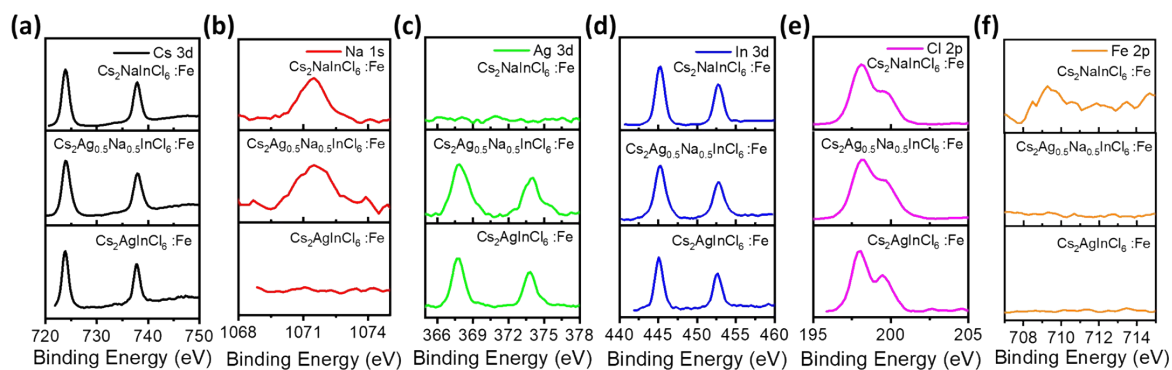 (a)
Cs 3d
Cs₂NaInCl₆ :Fe
Cs₂Ag₀.₅Na₀.₅InCl₆ :Fe
Cs₂AgInCl₆ :Fe
720 730 740 750
Binding Energy (eV)
(b)
Na 1s
Cs₂NaInCl₆ :Fe
Cs₂Ag₀.₅Na₀.₅InCl₆ :Fe
Cs₂AgInCl₆ :Fe
1068 1071 1074
Binding Energy (eV)
(c)
Ag 3d
Cs₂NaInCl₆ :Fe
Cs₂Ag₀.₅Na₀.₅InCl₆ :Fe
Cs₂AgInCl₆ :Fe
366 369 372 375 378
Binding Energy (eV)
(d)
In 3d
Cs₂NaInCl₆ :Fe
Cs₂Ag₀.₅Na₀.₅InCl₆ :Fe
Cs₂AgInCl₆ :Fe
440 445 450 455 460
Binding Energy (eV)
(e)
Cl 2p
Cs₂NaInCl₆ :Fe
Cs₂Ag₀.₅Na₀.₅InCl₆ :Fe
Cs₂AgInCl₆ :Fe
195 200 205
Binding Energy (eV)
(f)
Fe 2p
Cs₂NaInCl₆ :Fe
Cs₂Ag₀.₅Na₀.₅InCl₆ :Fe
Cs₂AgInCl₆ :Fe
708 710 712 714
Binding Energy (eV)